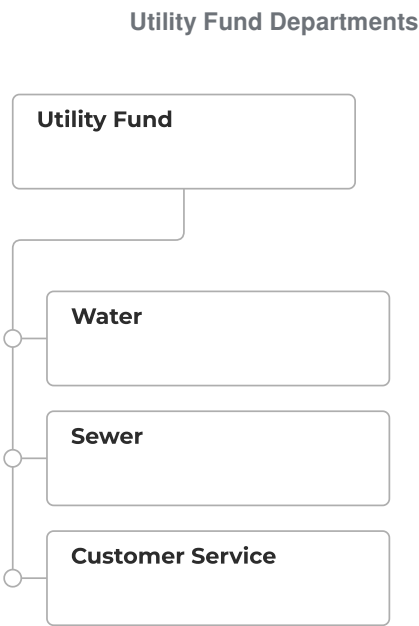 Utility Fund Departments
Utility Fund
Water
Sewer
Customer Service